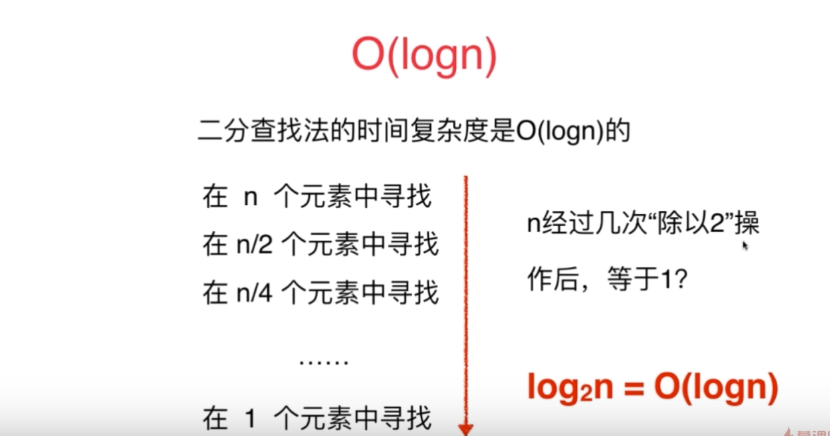 O(logn)
二分查找法的时间复杂度是O(logn)的
在 n 个元素中寻找
在 n/2 个元素中寻找
在 n/4 个元素中寻找
……
在 1 个元素中寻找
n经过几次“除以2”操
作后，等于1？
log₂n = O(logn)